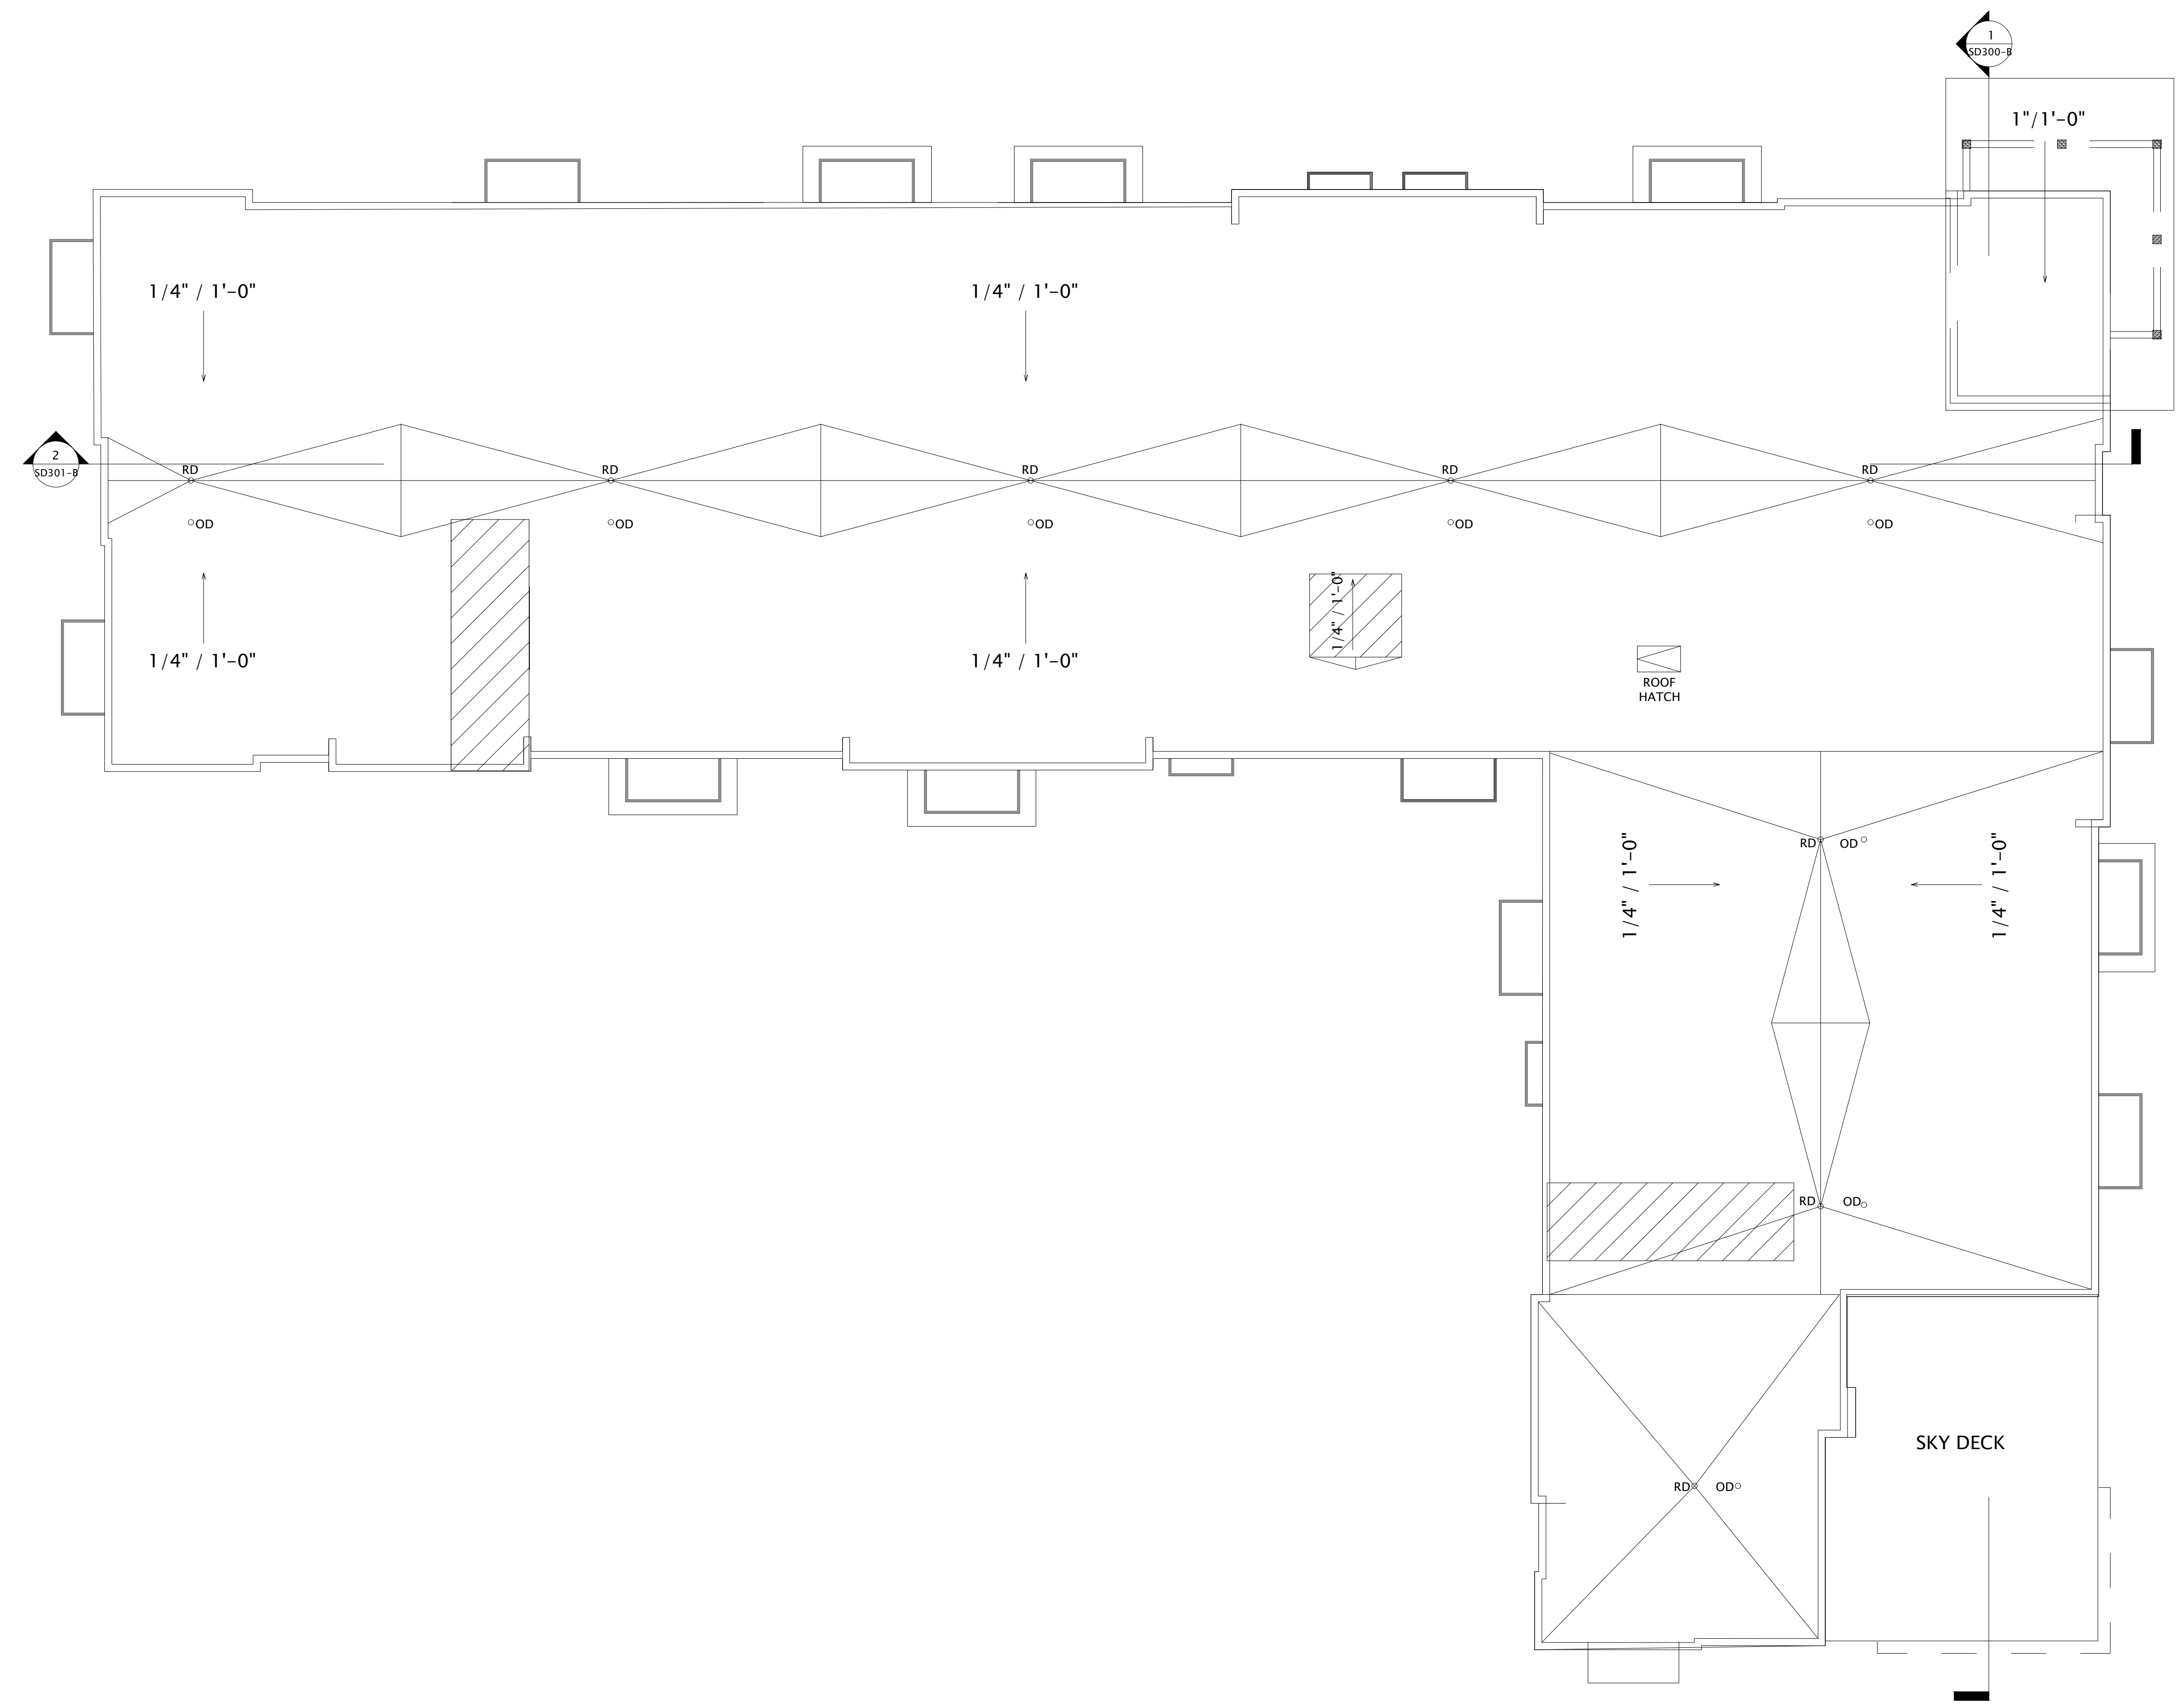 1
SD300-B
1"/1'-0"
1/4" / 1'-0"
1/4" / 1'-0"
2
SD301-B
RD
RD
RD
RD
RD
OD
OD
OD
OD
OD
1/4" / 1'-0"
1/4" / 1'-0"
1/4" / 1'-0"
ROOF
HATCH
RD
OD
1/4" / 1'-0"
1/4" / 1'-0"
RD
OD
SKY DECK
RD
OD